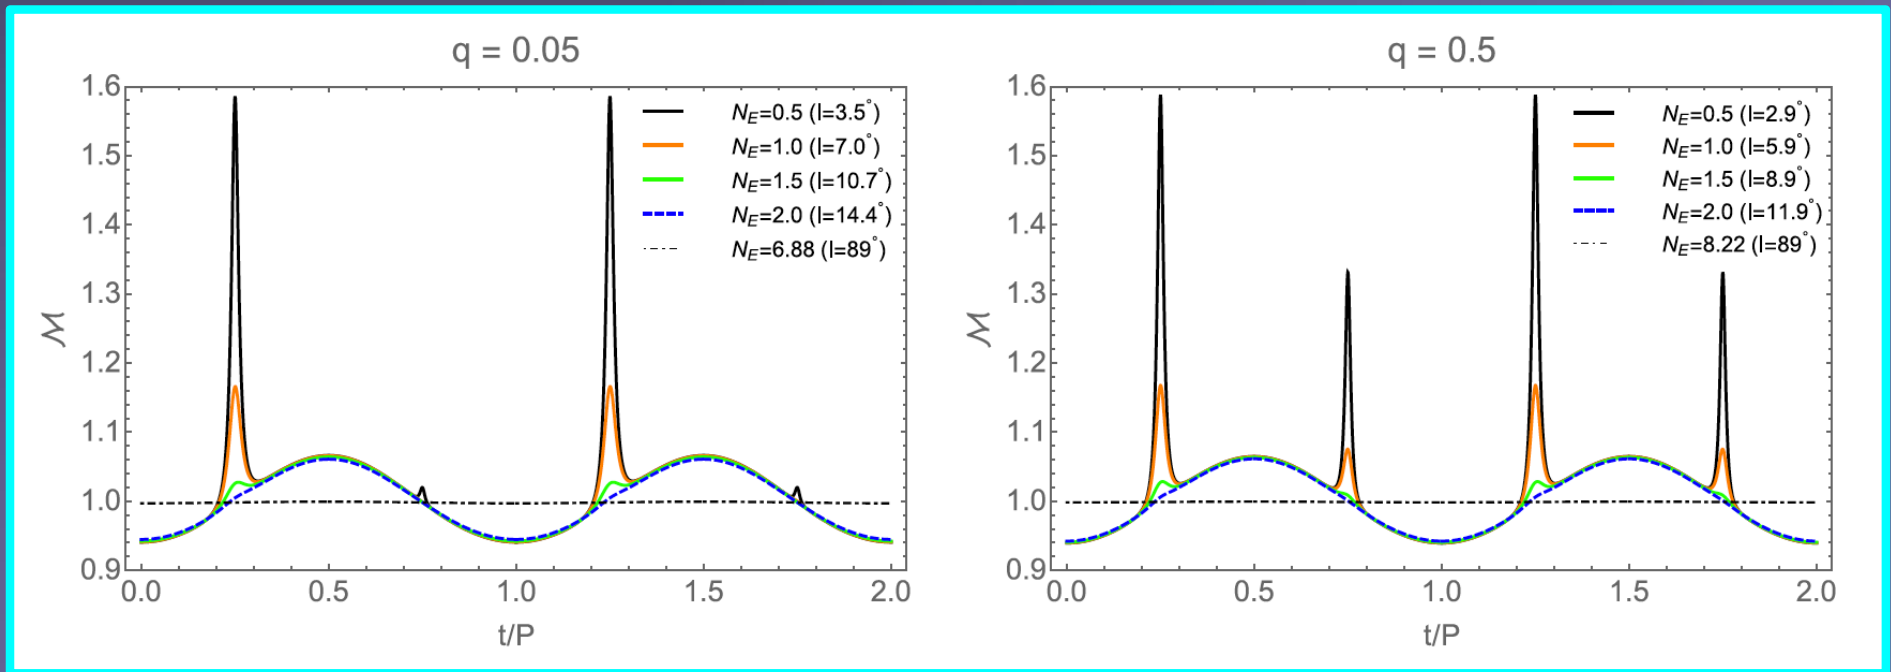 q = 0.05
1.6
1.5
1.4
1.3
1.2
1.1
1.0
0.9
ℳ
N_E=0.5 (I=3.5°)
N_E=1.0 (I=7.0°)
N_E=1.5 (I=10.7°)
N_E=2.0 (I=14.4°)
N_E=6.88 (I=89°)
0.0 0.5 1.0 1.5 2.0
t/P
q = 0.5
1.6
1.5
1.4
1.3
1.2
1.1
1.0
0.9
ℳ
N_E=0.5 (I=2.9°)
N_E=1.0 (I=5.9°)
N_E=1.5 (I=8.9°)
N_E=2.0 (I=11.9°)
N_E=8.22 (I=89°)
0.0 0.5 1.0 1.5 2.0
t/P